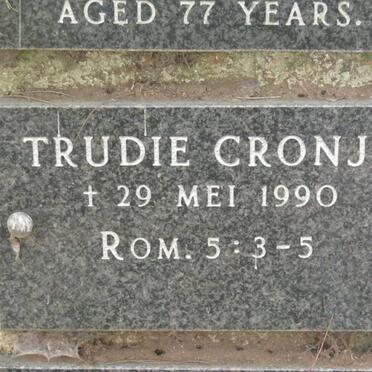 AGED 77 YEARS.
TRUDIE CRONJ
† 29 MEI 1990
ROM. 5:3-5